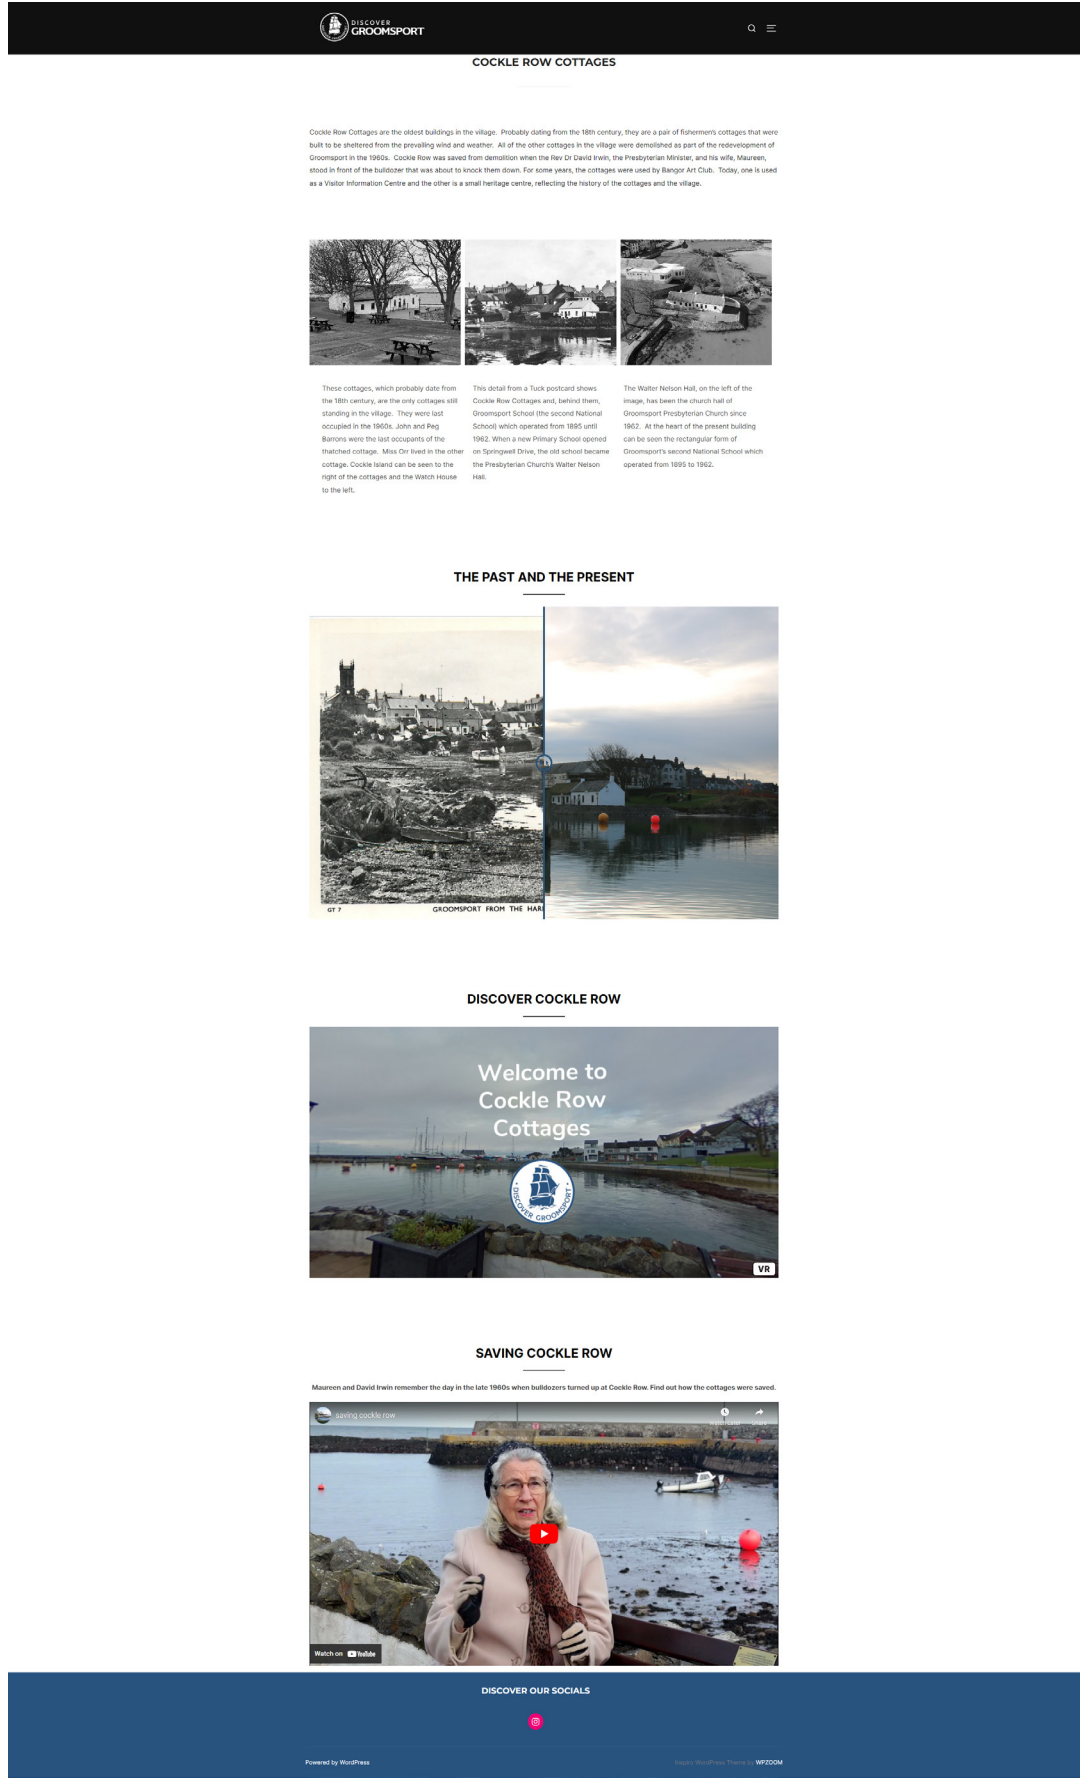 DISCOVER
GROOMSPORT
COCKLE ROW COTTAGES
Cockle Row Cottages are the oldest buildings in the village. Probably dating from the 18th century, they are a pair of fishermen's cottages that were
built to be sheltered from the prevailing wind and weather. All of the other cottages in the village were demolished as part of the redevelopment of
Groomsport in the 1960s. Cockle Row was saved from demolition when the Rev Dr David Irwin, the Presbyterian Minister, and his wife, Maureen,
stood in front of the bulldozer that was about to knock them down. For some years, the cottages were used by Bangor Art Club. Today, one is used
as a Visitor Information Centre and the other is a small heritage centre, reflecting the history of the cottages and the village.
These cottages, which probably date from
the 18th century, are the only cottages still
standing in the village. They were last
occupied in the 1960s. John and Peg
Barrons were the last occupants of the
thatched cottage. Miss Orr lived in the other
cottage. Cockle Island can be seen to the
right of the cottages and the Watch House
to the left.
This detail from a Tuck postcard shows
Cockle Row Cottages and, behind them,
Groomsport School (the second National
School) which operated from 1895 until
1962. When a new Primary School opened
on Springwell Drive, the old school became
the Presbyterian Church's Walter Nelson
Hall.
The Walter Nelson Hall, on the left of the
image, has been the church hall of
Groomsport Presbyterian Church since
1962. At the heart of the present building
can be seen the rectangular form of
Groomsport's second National School which
operated from 1895 to 1962.
THE PAST AND THE PRESENT
GT 7
GROOMSPORT FROM THE HAR
DISCOVER COCKLE ROW
Welcome to
Cockle Row
Cottages
DISCOVER GROOMSPORT
VR
SAVING COCKLE ROW
Maureen and David Irwin remember the day in the late 1960s when bulldozers turned up at Cockle Row. Find out how the cottages were saved.
saving cockle row
Watch later
Share
Watch on YouTube
DISCOVER OUR SOCIALS
Powered by WordPress
Inspiro WordPress Theme by WPZOOM